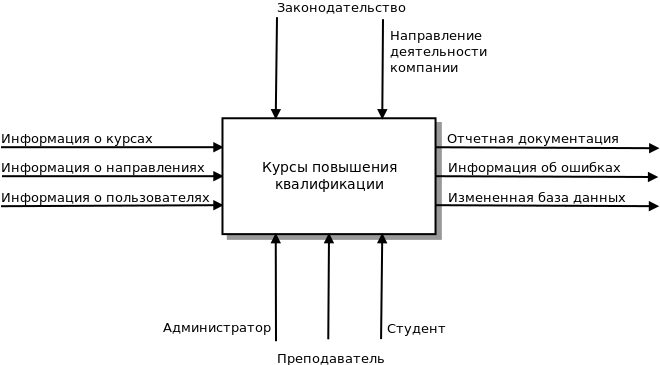 Законодательство
Направление
деятельности
компании
Информация о курсах
Информация о направлениях
Информация о пользователях
Курсы повышения
квалификации
Отчетная документация
Информация об ошибках
Измененная база данных
Администратор
Преподаватель
Студент